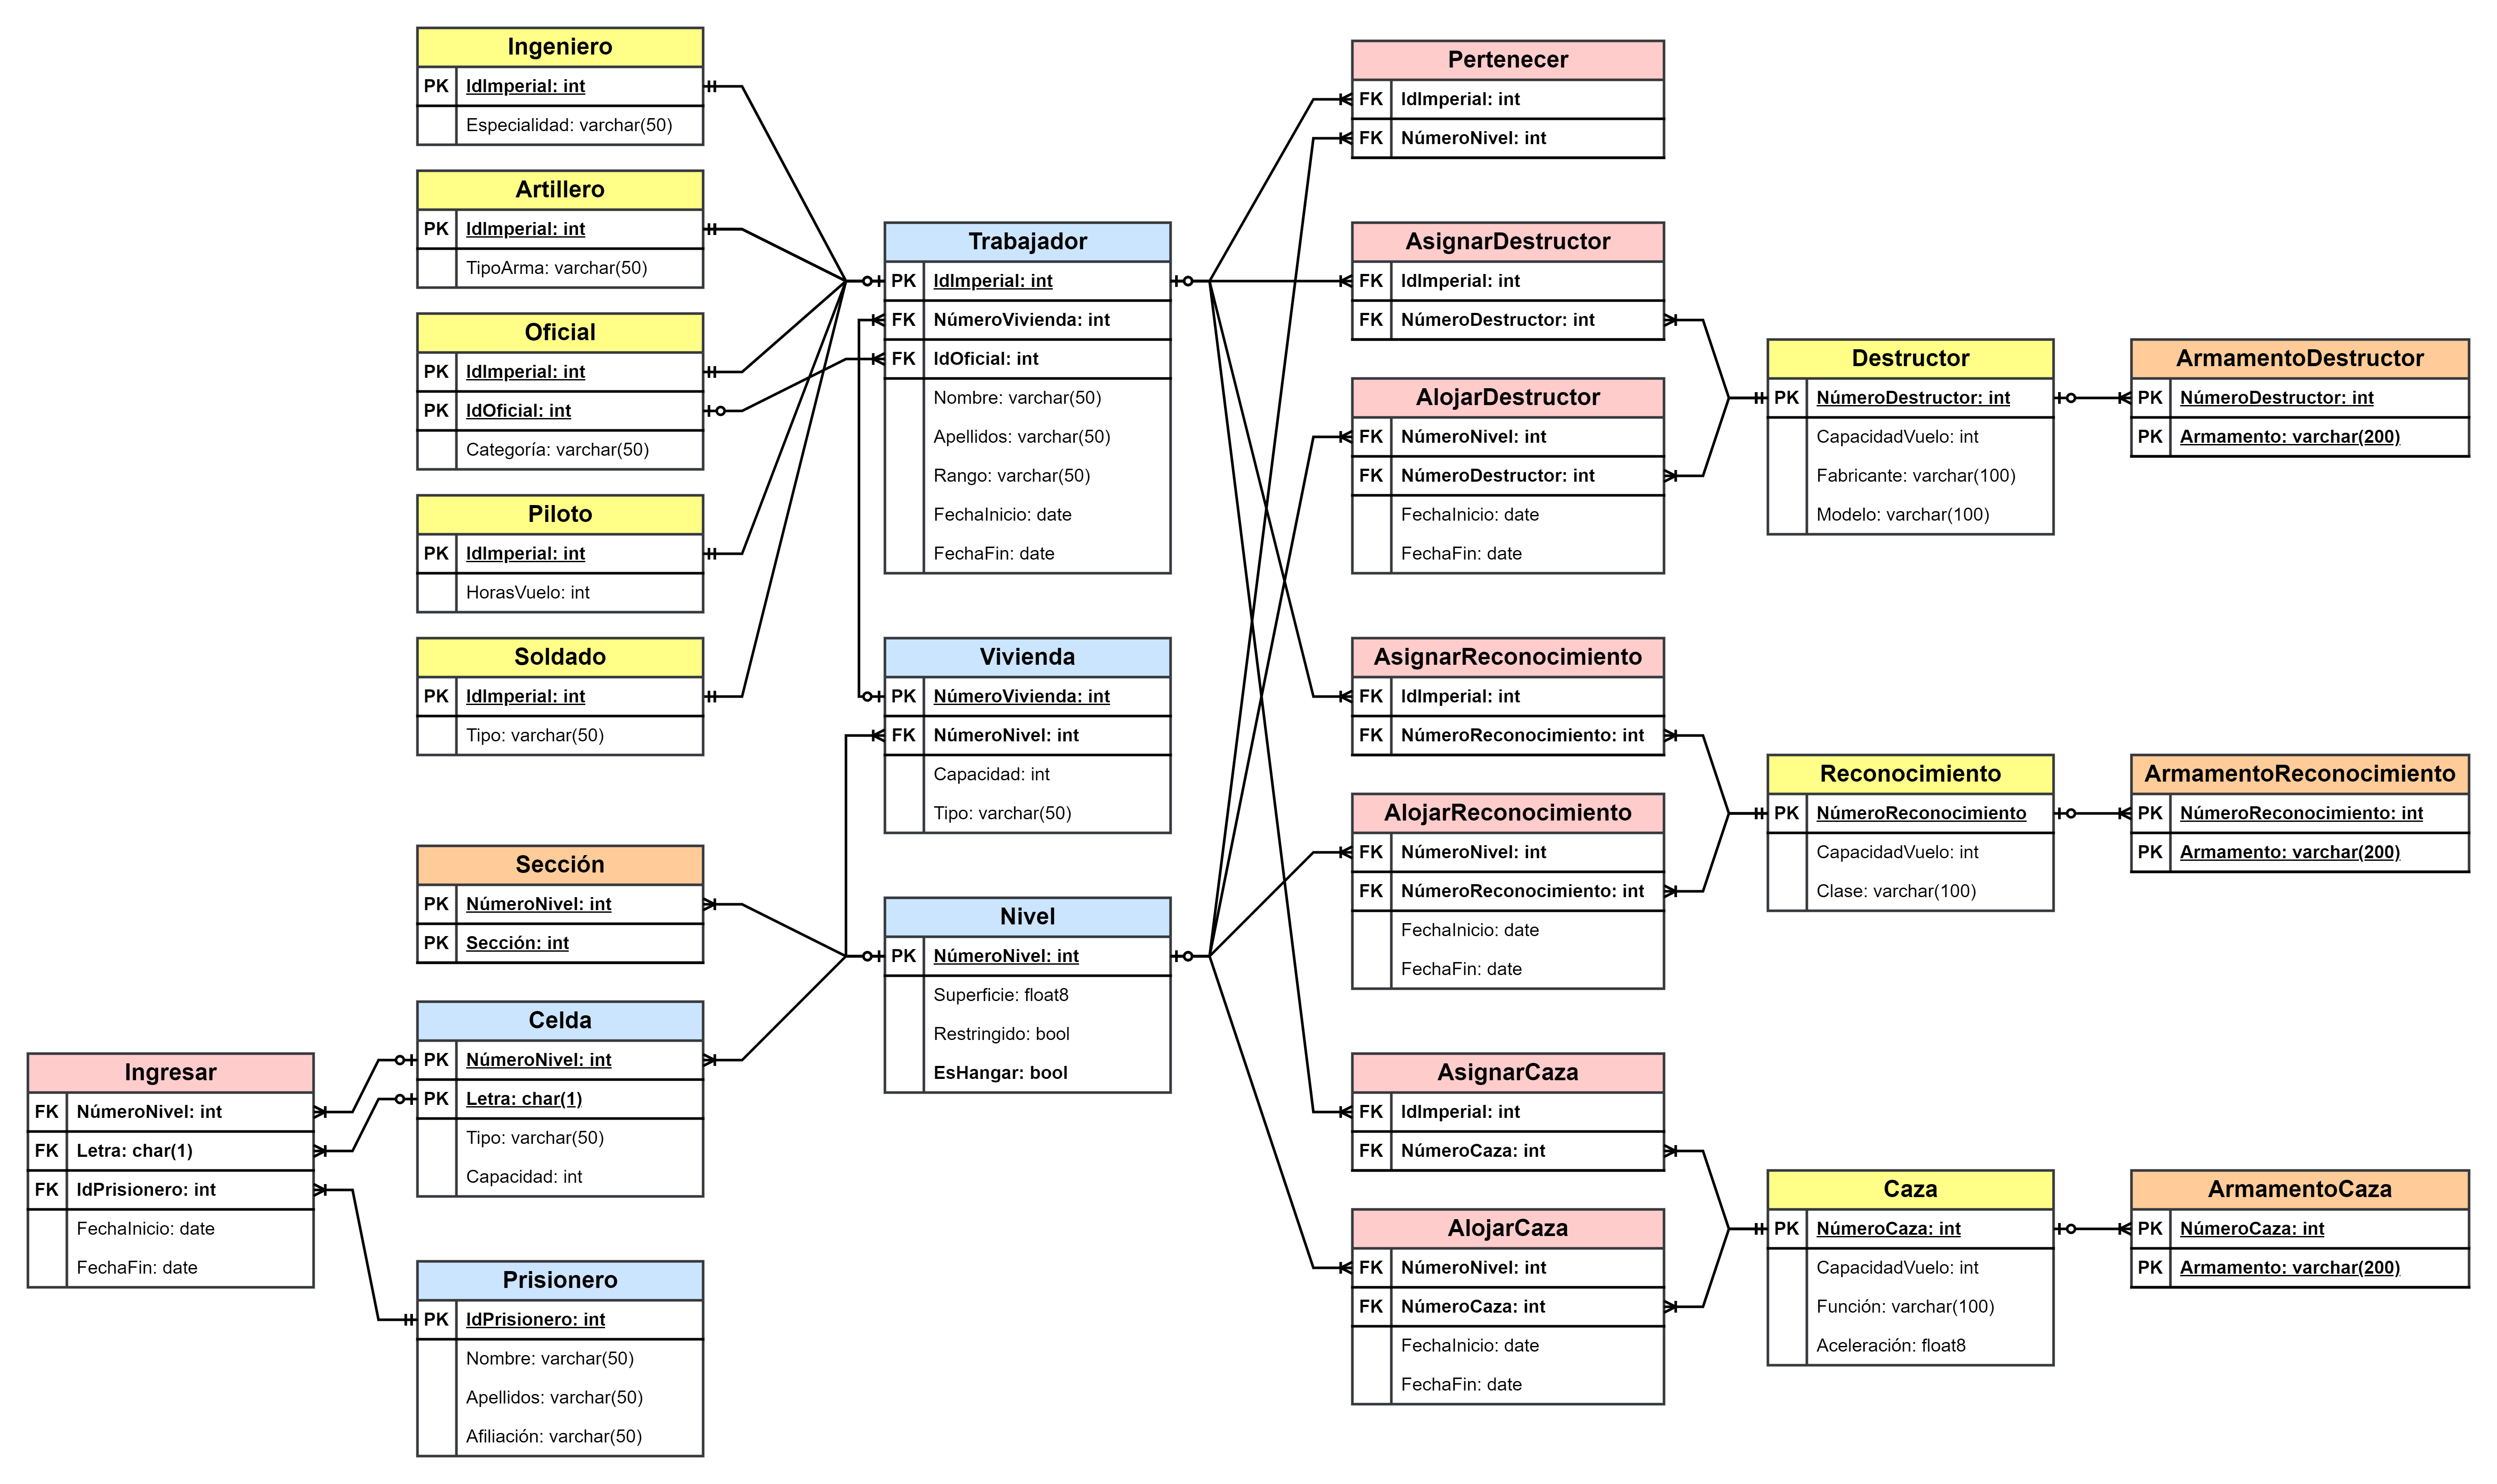 Ingeniero
PK IdImperial: int
Especialidad: varchar(50)
Artillero
PK IdImperial: int
TipoArma: varchar(50)
Oficial
PK IdImperial: int
PK IdOficial: int
Categoría: varchar(50)
Piloto
PK IdImperial: int
HorasVuelo: int
Soldado
PK IdImperial: int
Tipo: varchar(50)
Sección
PK NúmeroNivel: int
PK Sección: int
Celda
PK NúmeroNivel: int
PK Letra: char(1)
Tipo: varchar(50)
Capacidad: int
Ingresar
FK NúmeroNivel: int
FK Letra: char(1)
FK IdPrisionero: int
FechaInicio: date
FechaFin: date
Prisionero
PK IdPrisionero: int
Nombre: varchar(50)
Apellidos: varchar(50)
Afiliación: varchar(50)
Trabajador
PK IdImperial: int
FK NúmeroVivienda: int
FK IdOficial: int
Nombre: varchar(50)
Apellidos: varchar(50)
Rango: varchar(50)
FechaInicio: date
FechaFin: date
Vivienda
PK NúmeroVivienda: int
FK NúmeroNivel: int
Capacidad: int
Tipo: varchar(50)
Nivel
PK NúmeroNivel: int
Superficie: float8
Restringido: bool
EsHangar: bool
Pertenecer
FK IdImperial: int
FK NúmeroNivel: int
AsignarDestructor
FK IdImperial: int
FK NúmeroDestructor: int
AlojarDestructor
FK NúmeroNivel: int
FK NúmeroDestructor: int
FechaInicio: date
FechaFin: date
AsignarReconocimiento
FK IdImperial: int
FK NúmeroReconocimiento: int
AlojarReconocimiento
FK NúmeroNivel: int
FK NúmeroReconocimiento: int
FechaInicio: date
FechaFin: date
AsignarCaza
FK IdImperial: int
FK NúmeroCaza: int
AlojarCaza
FK NúmeroNivel: int
FK NúmeroCaza: int
FechaInicio: date
FechaFin: date
Destructor
PK NúmeroDestructor: int
CapacidadVuelo: int
Fabricante: varchar(100)
Modelo: varchar(100)
Reconocimiento
PK NúmeroReconocimiento
CapacidadVuelo: int
Clase: varchar(100)
Caza
PK NúmeroCaza: int
CapacidadVuelo: int
Función: varchar(100)
Aceleración: float8
ArmamentoDestructor
PK NúmeroDestructor: int
PK Armamento: varchar(200)
ArmamentoReconocimiento
PK NúmeroReconocimiento: int
PK Armamento: varchar(200)
ArmamentoCaza
PK NúmeroCaza: int
PK Armamento: varchar(200)